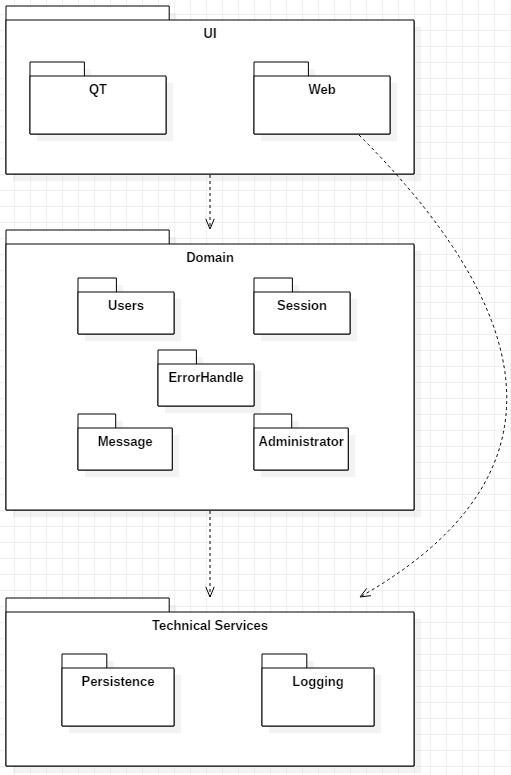 UI
QT
Web
Domain
Users
Session
ErrorHandle
Message
Administrator
Technical Services
Persistence
Logging